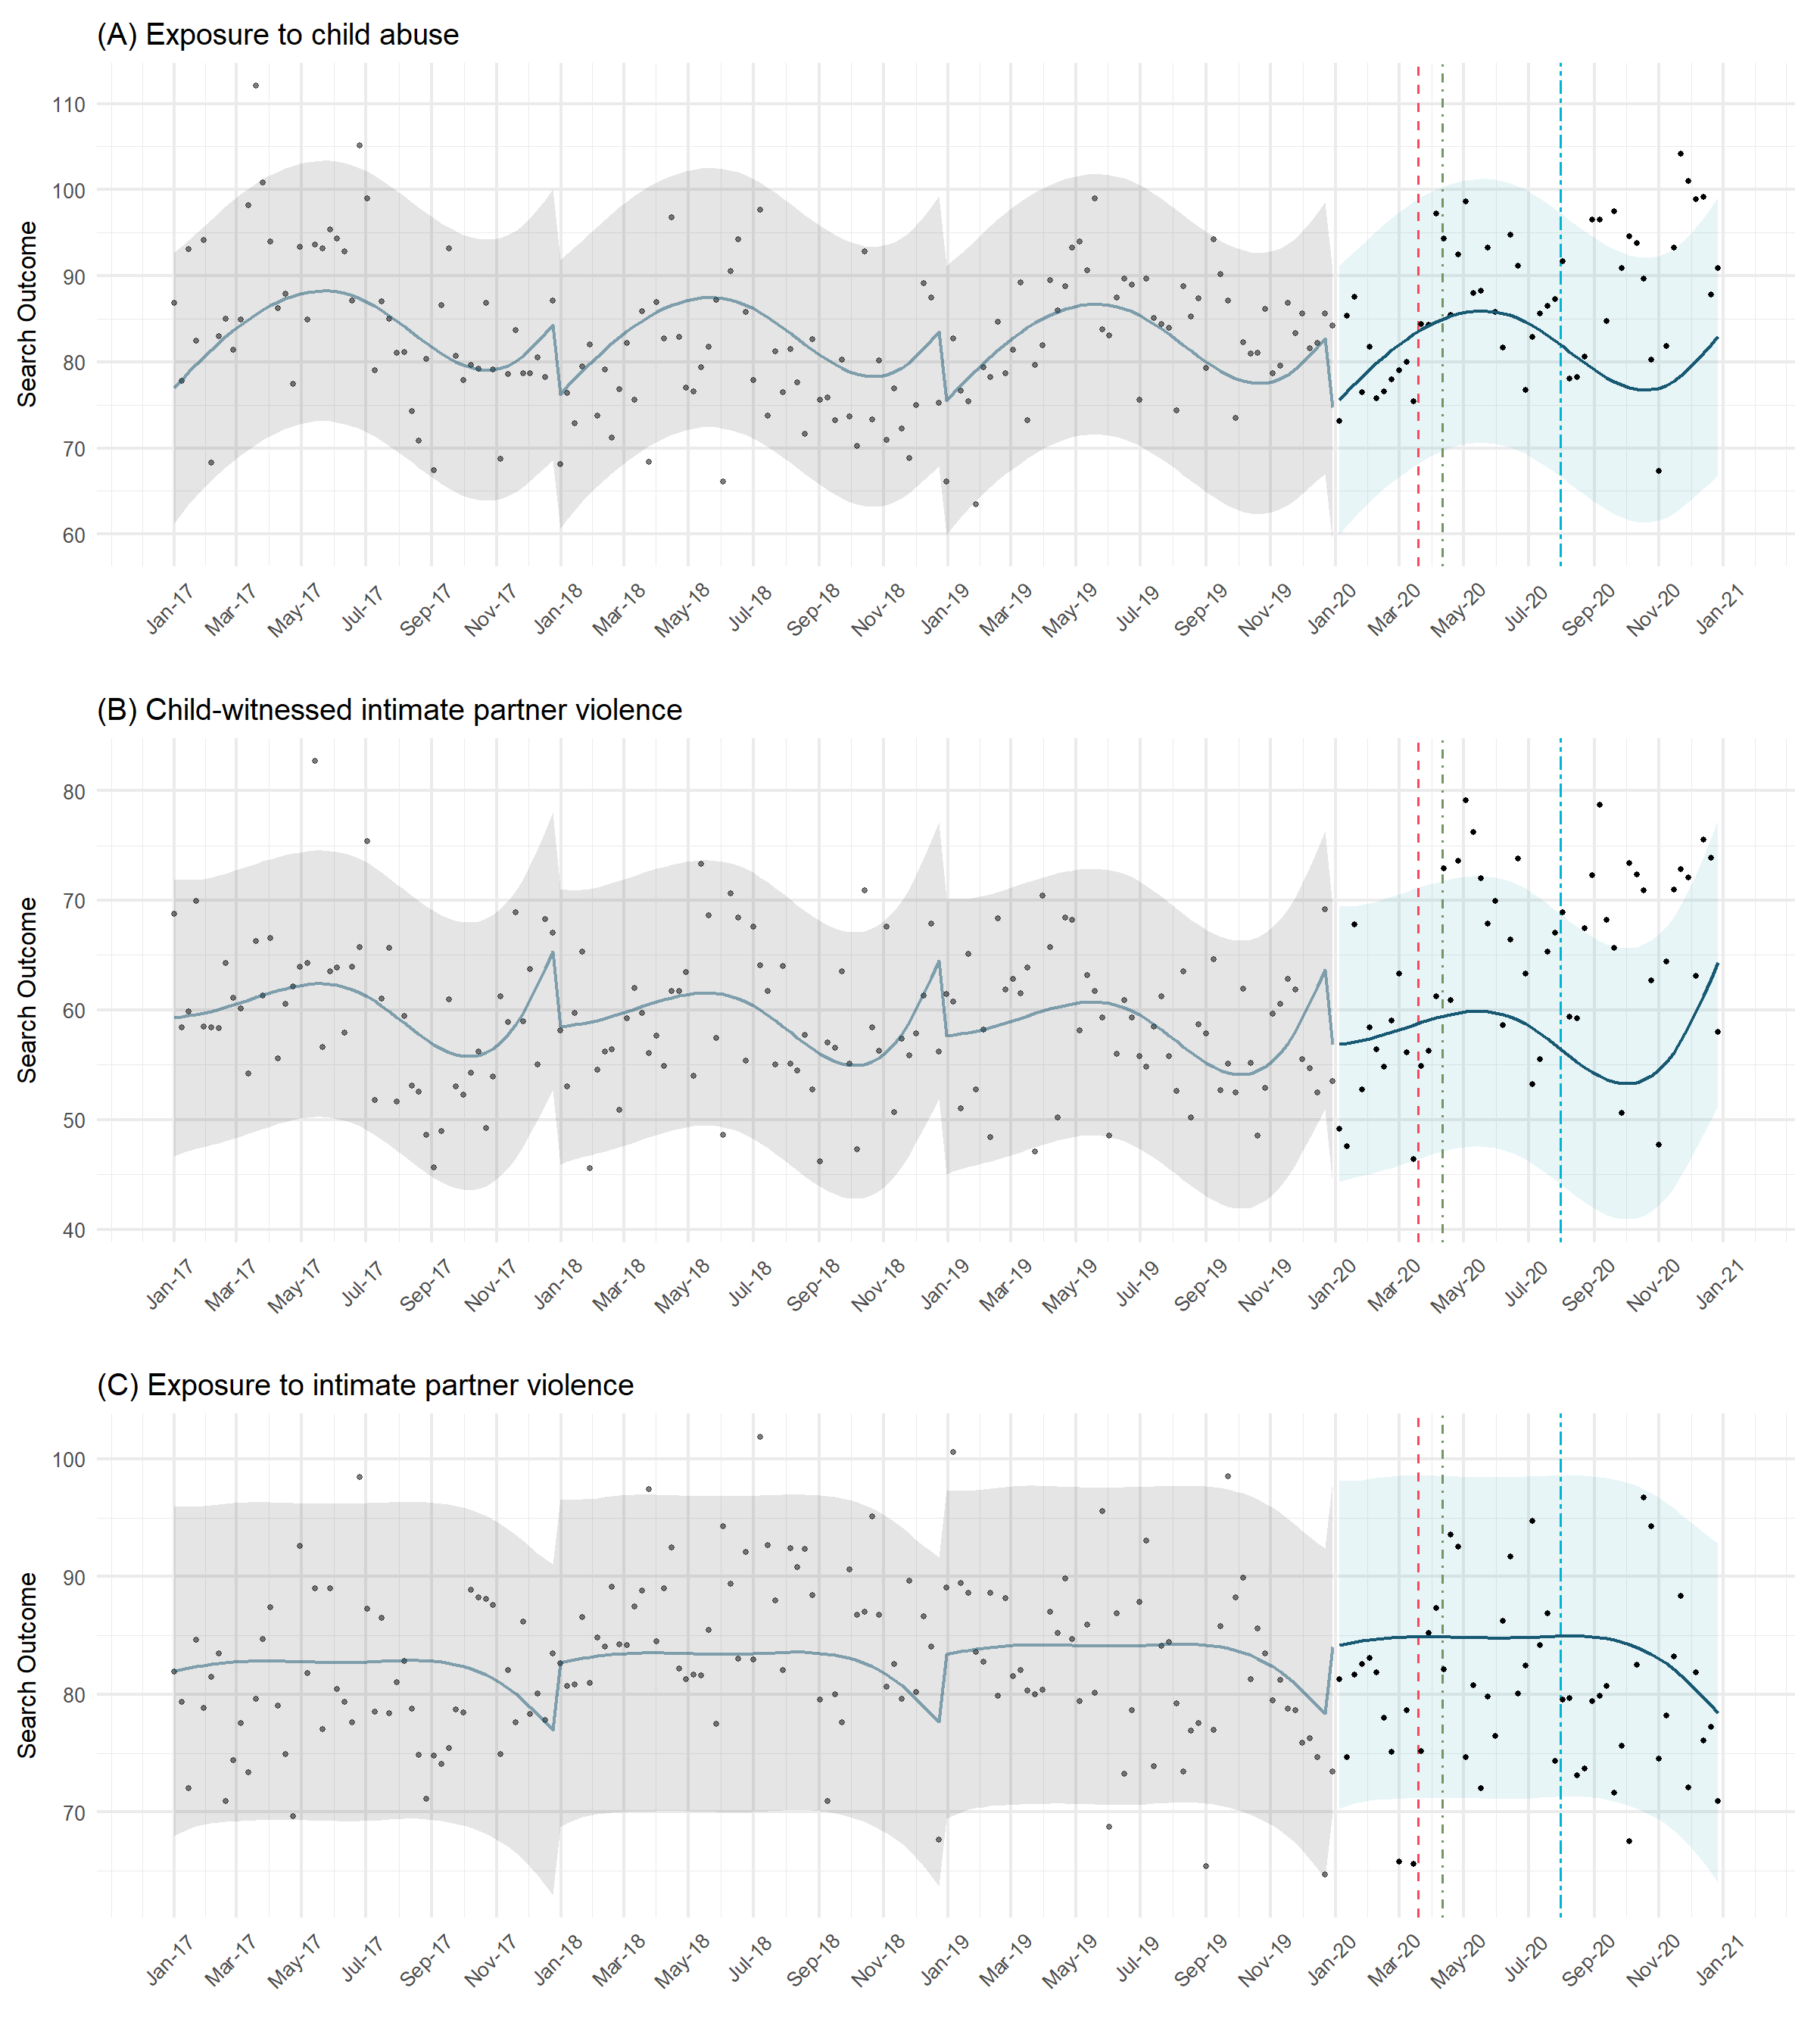 (A) Exposure to child abuse
110
100
90
80
70
60
Search Outcome
Jan-17 Mar-17 May-17 Jul-17 Sep-17 Nov-17 Jan-18 Mar-18 May-18 Jul-18 Sep-18 Nov-18 Jan-19 Mar-19 May-19 Jul-19 Sep-19 Nov-19 Jan-20 Mar-20 May-20 Jul-20 Sep-20 Nov-20 Jan-21
(B) Child-witnessed intimate partner violence
80
70
60
50
40
Search Outcome
Jan-17 Mar-17 May-17 Jul-17 Sep-17 Nov-17 Jan-18 Mar-18 May-18 Jul-18 Sep-18 Nov-18 Jan-19 Mar-19 May-19 Jul-19 Sep-19 Nov-19 Jan-20 Mar-20 May-20 Jul-20 Sep-20 Nov-20 Jan-21
(C) Exposure to intimate partner violence
100
90
80
70
Search Outcome
Jan-17 Mar-17 May-17 Jul-17 Sep-17 Nov-17 Jan-18 Mar-18 May-18 Jul-18 Sep-18 Nov-18 Jan-19 Mar-19 May-19 Jul-19 Sep-19 Nov-19 Jan-20 Mar-20 May-20 Jul-20 Sep-20 Nov-20 Jan-21